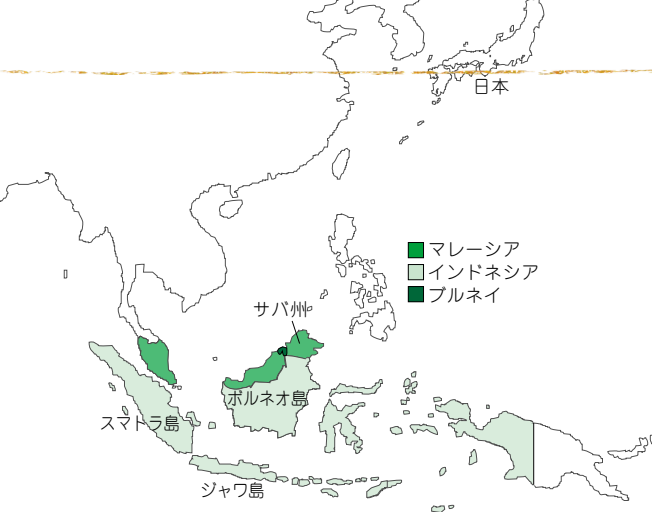 日本
マレーシア
インドネシア
ブルネイ
サバ州
ボルネオ島
スマトラ島
ジャワ島